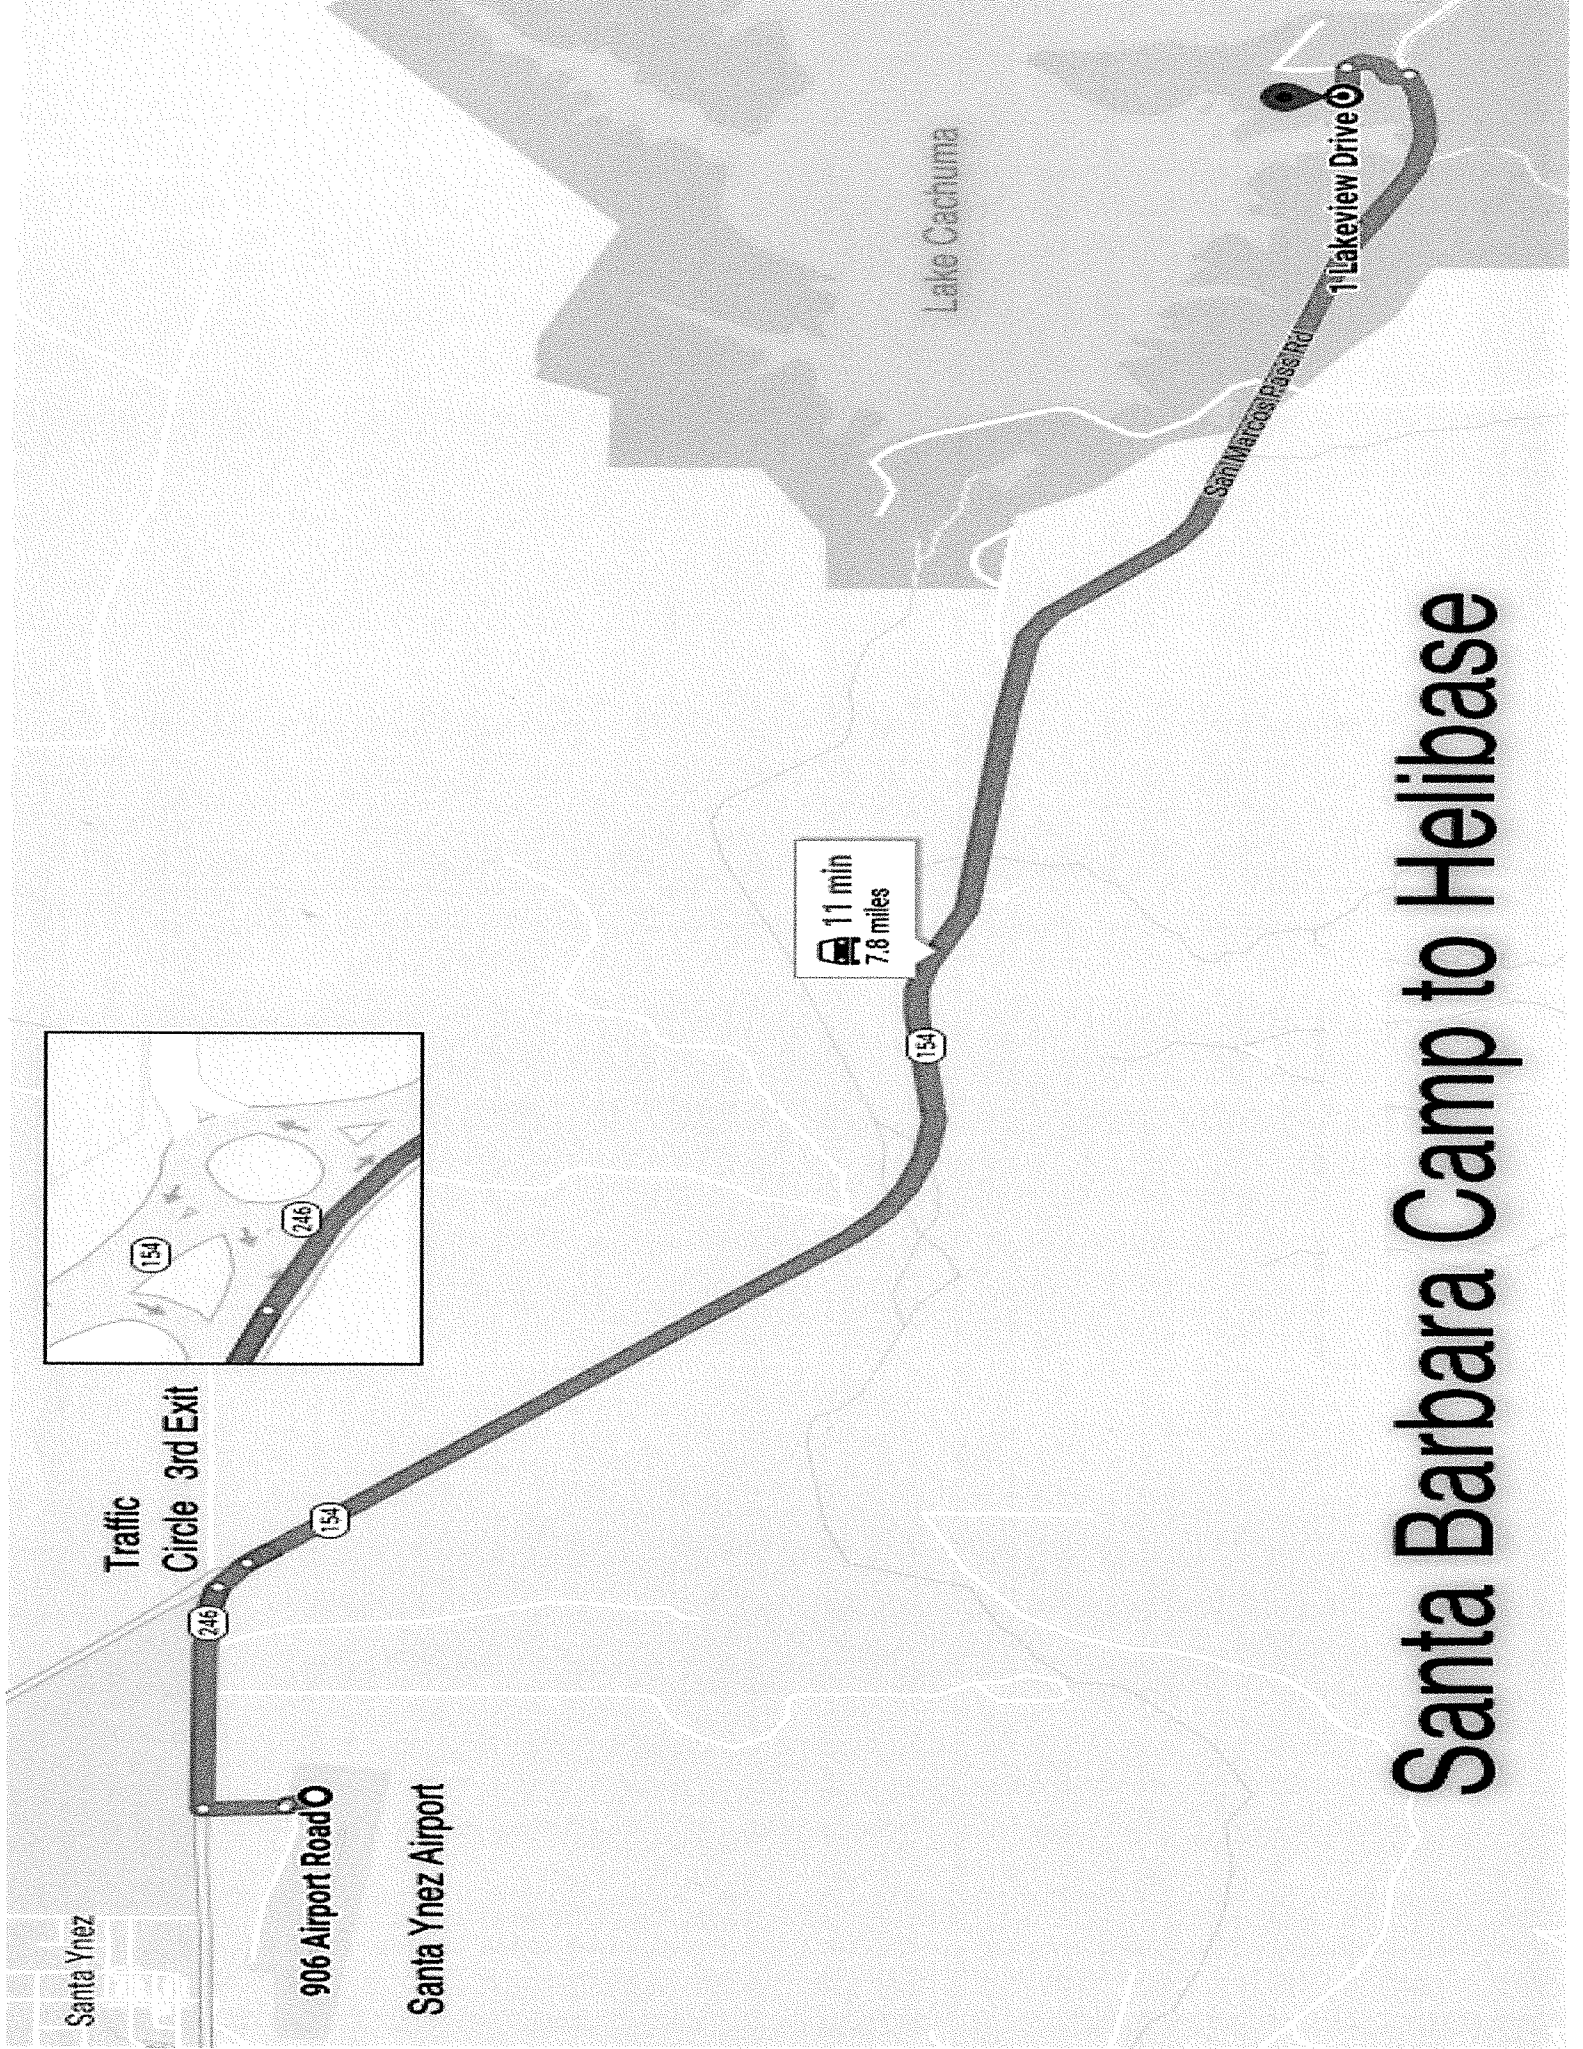 Santa Ynez
Traffic
Circle 3rd Exit
154
246
246
154
906 Airport Road
Santa Ynez Airport
11 min
7.8 miles
154
Lake Cachuma
San Marcos Pass Rd
1 Lakeview Drive
Santa Barbara Camp to Helibase